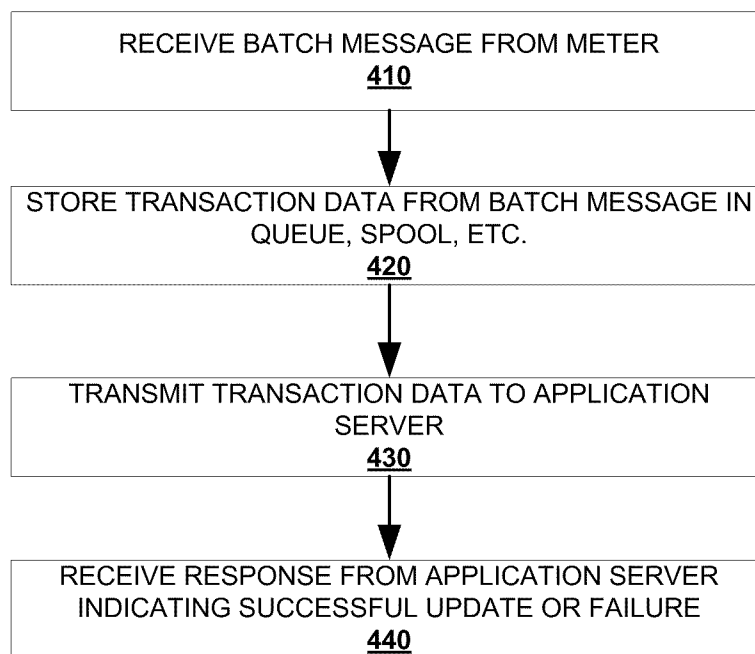 RECEIVE BATCH MESSAGE FROM METER
410
STORE TRANSACTION DATA FROM BATCH MESSAGE IN
QUEUE, SPOOL, ETC.
420
TRANSMIT TRANSACTION DATA TO APPLICATION
SERVER
430
RECEIVE RESPONSE FROM APPLICATION SERVER
INDICATING SUCCESSFUL UPDATE OR FAILURE
440